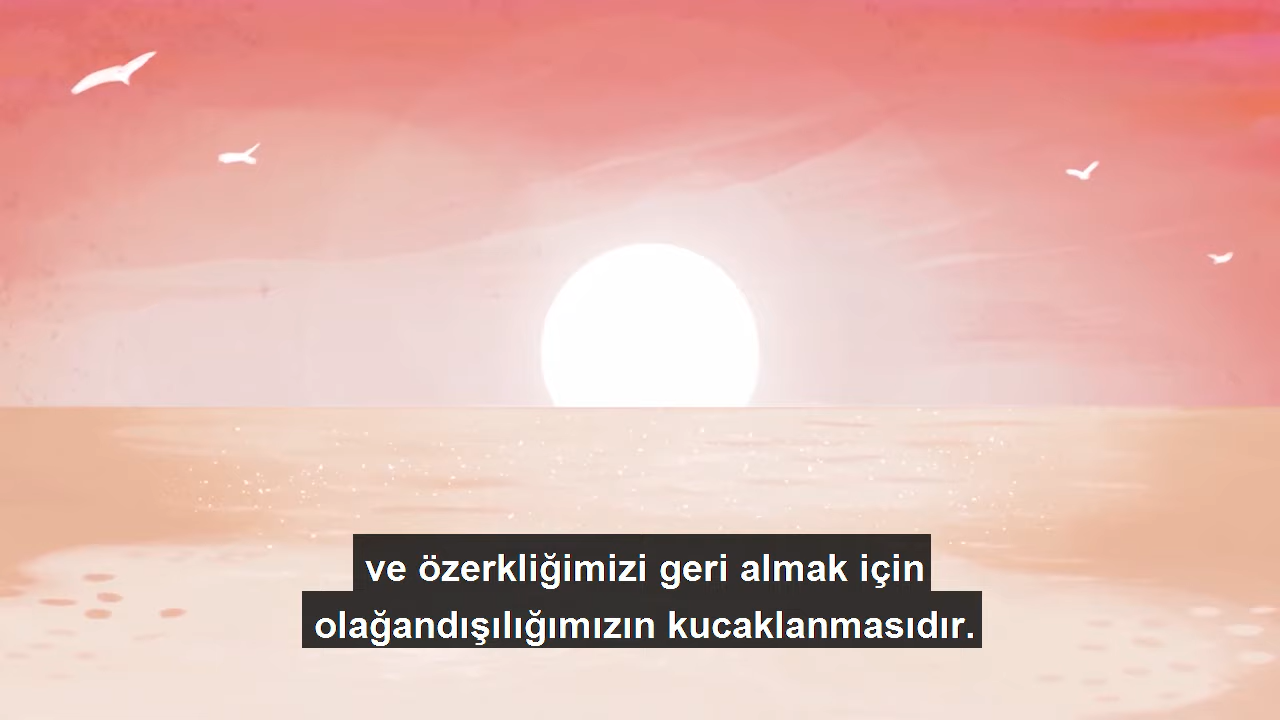 ve özerkliğimizi geri almak için
olağandışılığımızın kucaklanmasıdır.